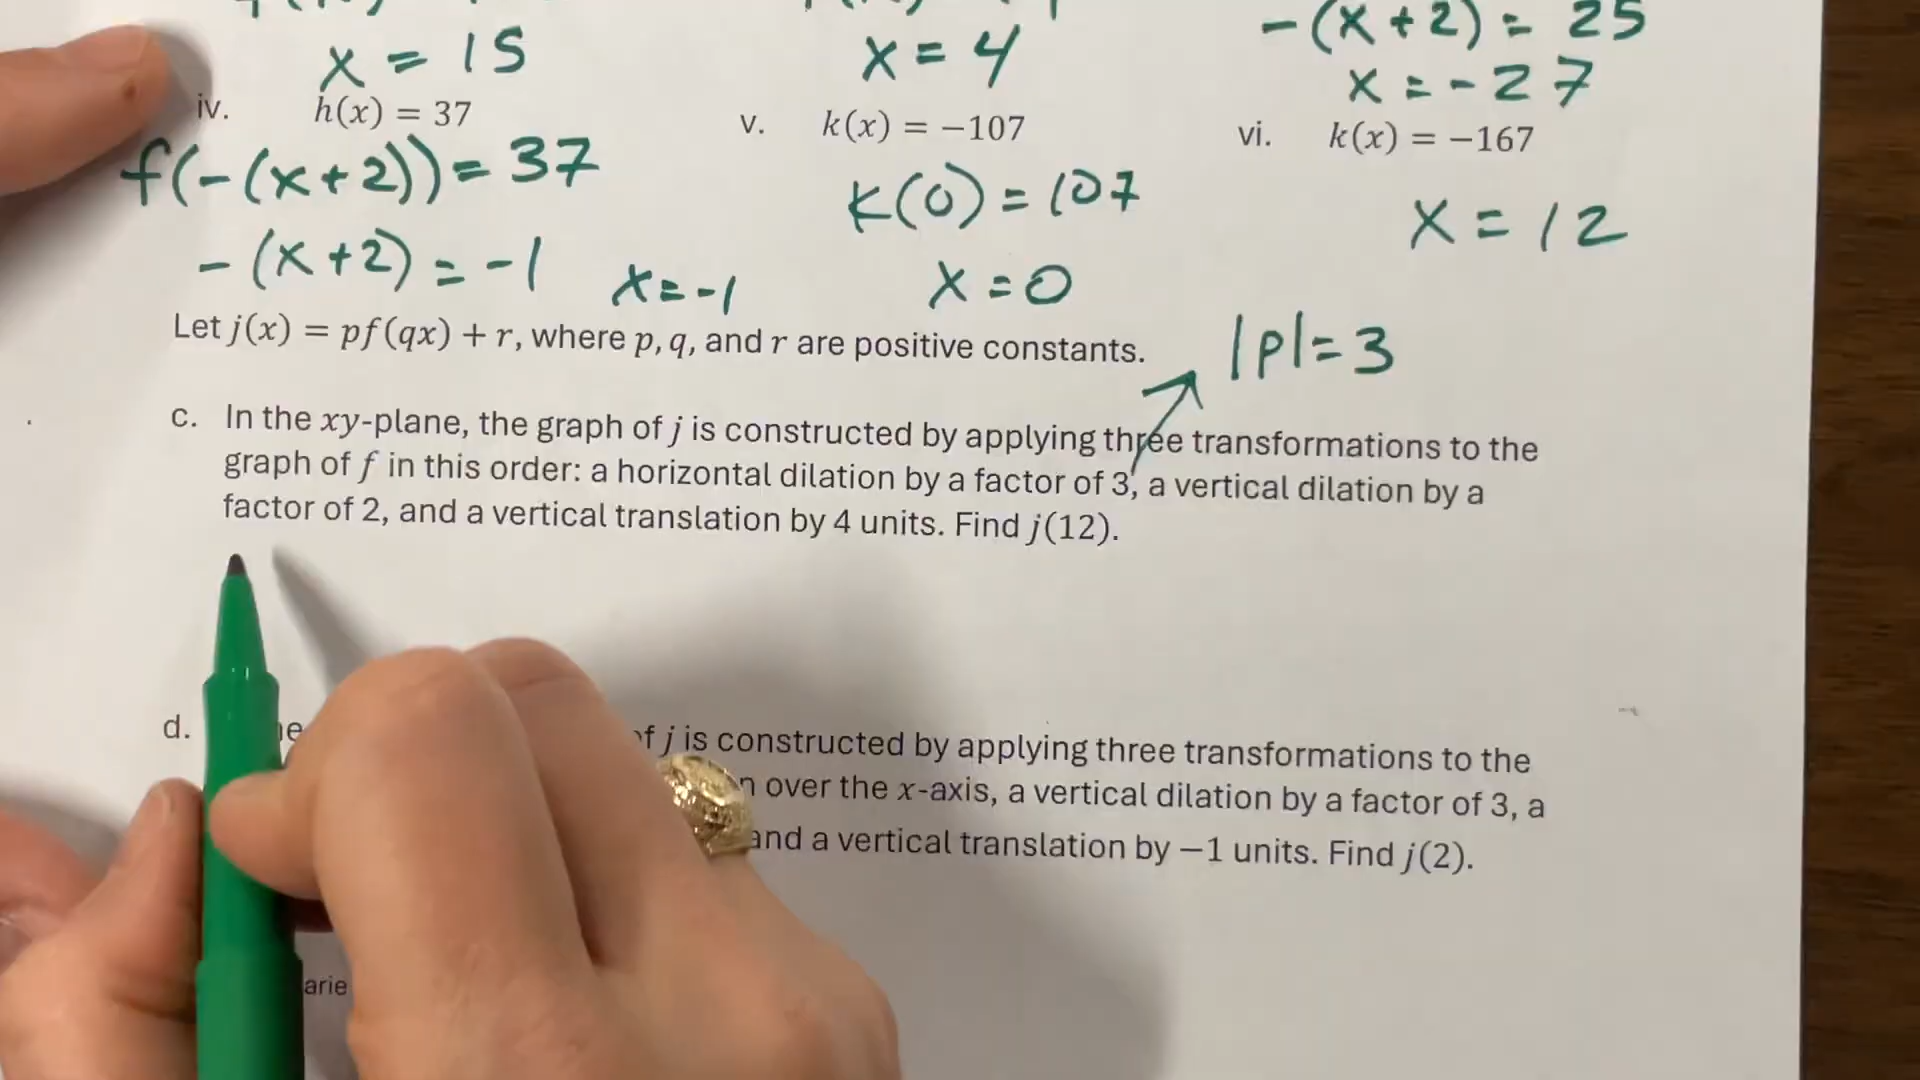 x = 15
x = 4
-(x+2) = 25
x = -27
iv. h(x) = 37
v. k(x) = −107
vi. k(x) = −167
f(-(x+2)) = 37
k(0) = 107
x = 12
-(x+2) = -1 x = -1
x = 0
Let j(x) = pf(qx) + r, where p, q, and r are positive constants.
|p| = 3
c. In the xy-plane, the graph of j is constructed by applying three transformations to the
graph of f in this order: a horizontal dilation by a factor of 3, a vertical dilation by a
factor of 2, and a vertical translation by 4 units. Find j(12).
d. j is constructed by applying three transformations to the
over the x-axis, a vertical dilation by a factor of 3, a
and a vertical translation by −1 units. Find j(2).
arie